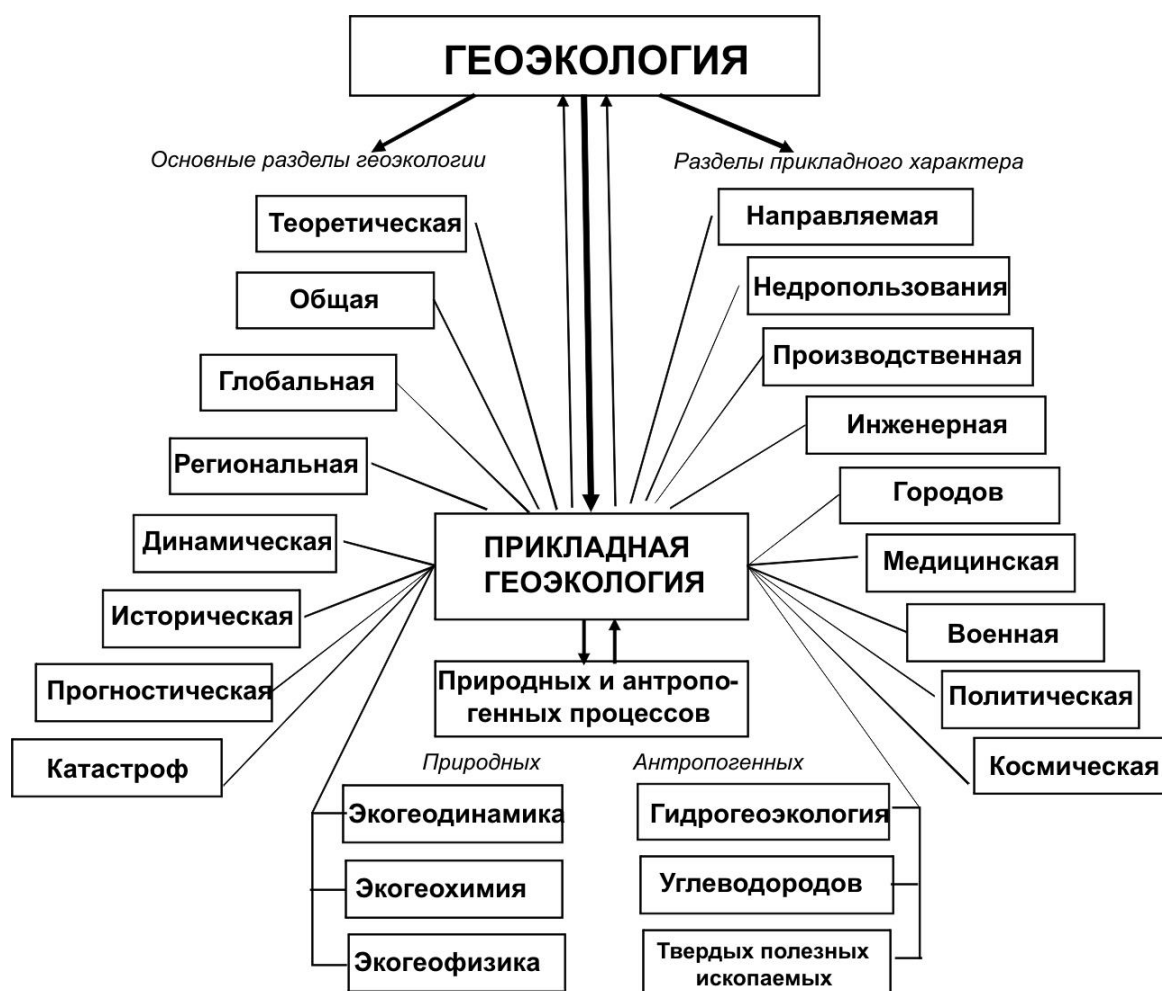 ГЕОЭКОЛОГИЯ
Основные разделы геоэкологии
Разделы прикладного характера
Теоретическая
Общая
Глобальная
Региональная
Динамическая
Историческая
Прогностическая
Катастроф
Направляемая
Недропользования
Производственная
Инженерная
Городов
Медицинская
Военная
Политическая
Космическая
ПРИКЛАДНАЯ
ГЕОЭКОЛОГИЯ
Природных и антропо-
генных процессов
Природных
Экогеодинамика
Экогеохимия
Экогеофизика
Антропогенных
Гидрогеоэкология
Углеводородов
Твердых полезных
ископаемых